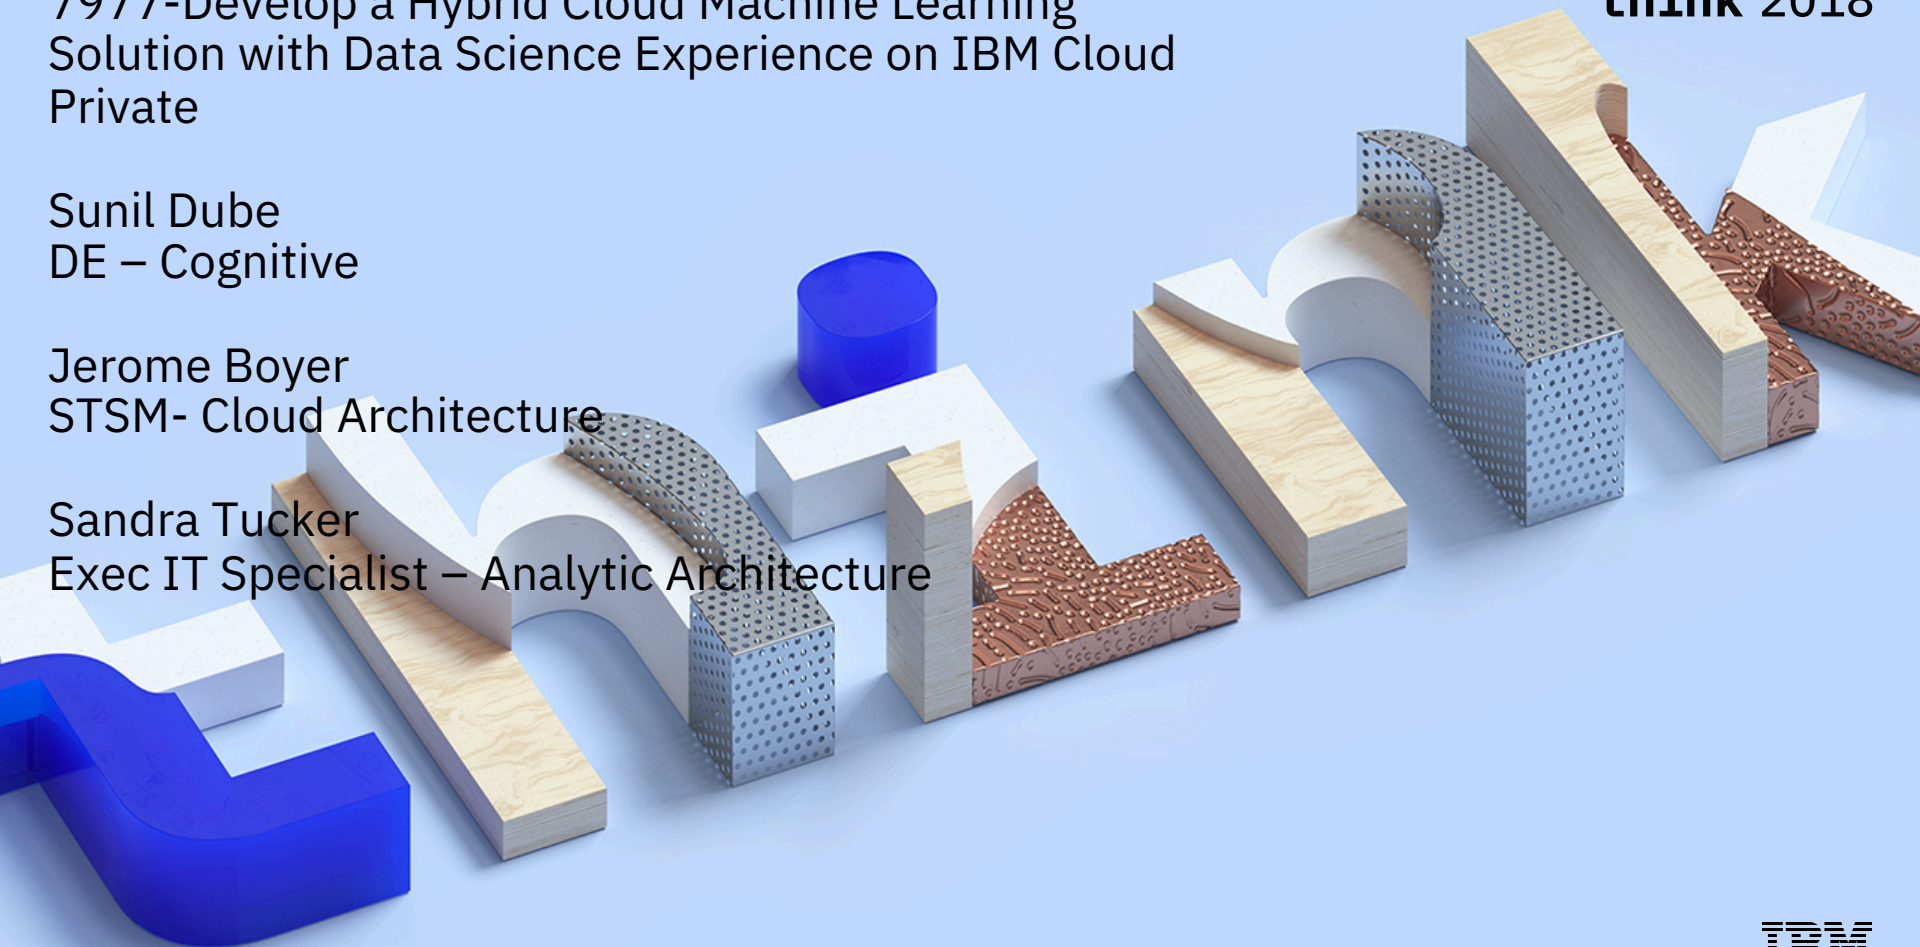 7977-Develop a Hybrid Cloud Machine Learning
Solution with Data Science Experience on IBM Cloud
Private
Sunil Dube
DE – Cognitive
Jerome Boyer
STSM- Cloud Architecture
Sandra Tucker
Exec IT Specialist – Analytic Architecture
think 2018
think
IBM